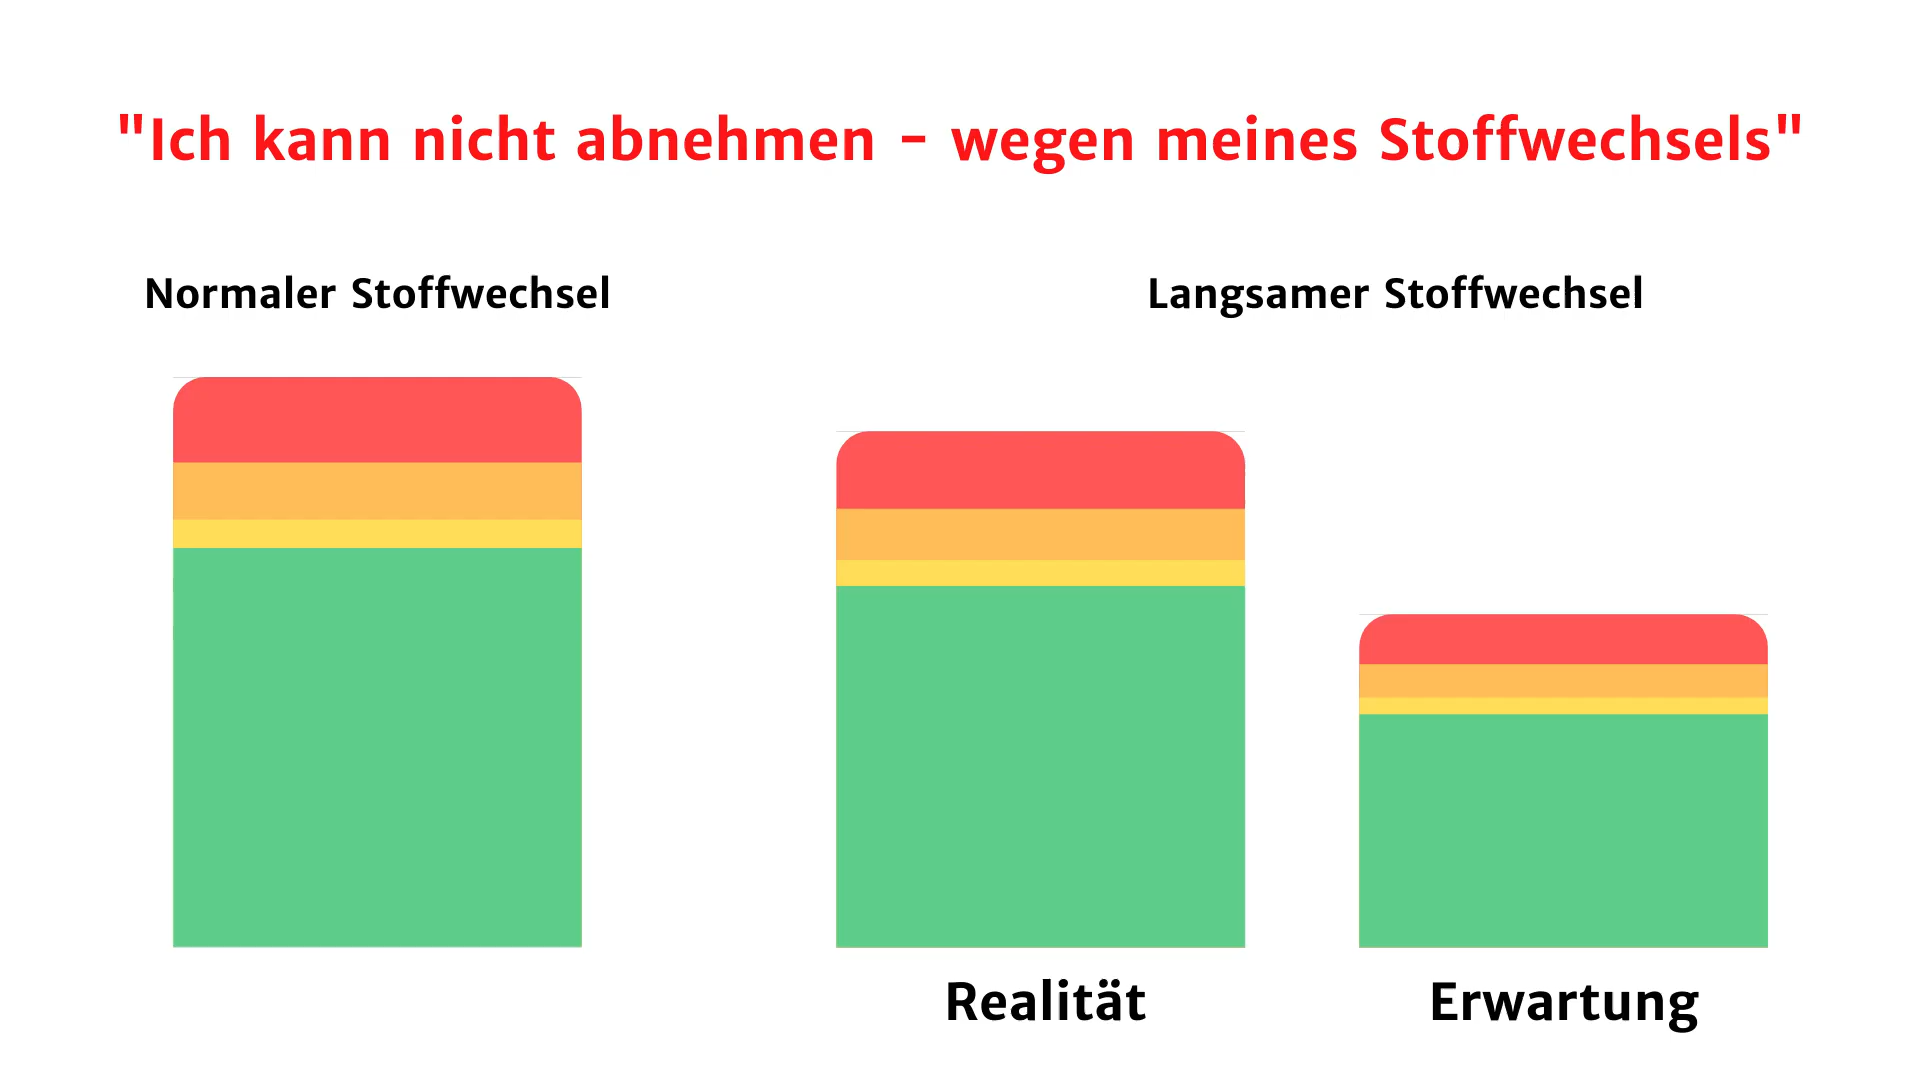 "Ich kann nicht abnehmen - wegen meines Stoffwechsels"
Normaler Stoffwechsel
Langsamer Stoffwechsel
Realität
Erwartung